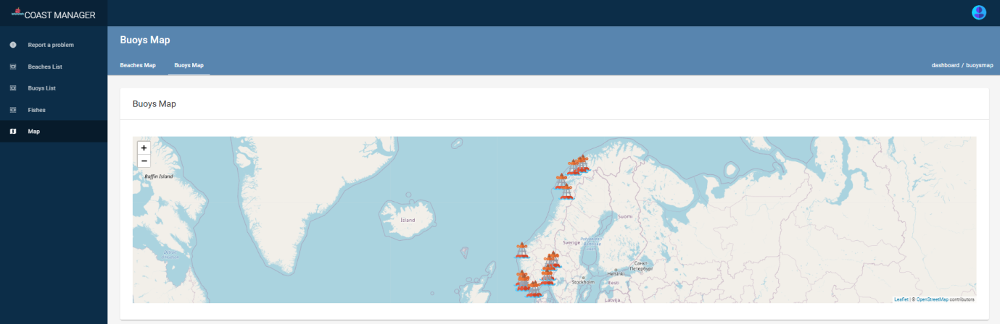 COAST MANAGER
Report a problem
Beaches List
Buoys List
Fishes
Map
Buoys Map
Beaches Map
Buoys Map
dashboard / buoysmap
Buoys Map
+
−
Baffin Island
Ísland
Suomi
Sverige
Санкт
Петербург
Helsinki
Stockholm
Eesti
Latvija
Leaflet | © OpenStreetMap contributors